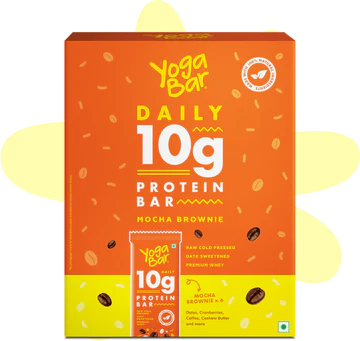 Yoga
Bar
DAILY
10g
PROTEIN
BAR
MOCHA BROWNIE
RAW COLD PRESSED
DATE SWEETENED
PREMIUM WHEY
MOCHA
BROWNIE x 6
Dates, Cranberries,
Coffee, Cashew Butter
and more
Yoga
Bar
DAILY
10g
PROTEIN
BAR